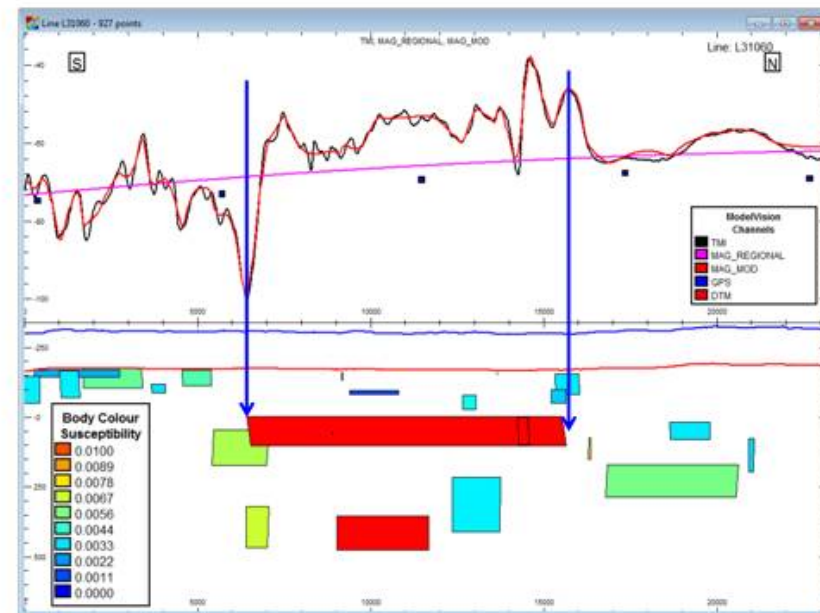 Line L31060 - 927 points
TMI, MAG_REGIONAL, MAG_MOD
Line: L31060
S
N
-40
-60
-80
-100
ModelVision
Channels
TMI
MAG_REGIONAL
MAG_MOD
GPS
DTM
5000
10000
15000
20000
-250
-0
250
500
Body Colour
Susceptibility
0.0100
0.0089
0.0078
0.0067
0.0056
0.0044
0.0033
0.0022
0.0011
0.0000
5000
10000
15000
20000